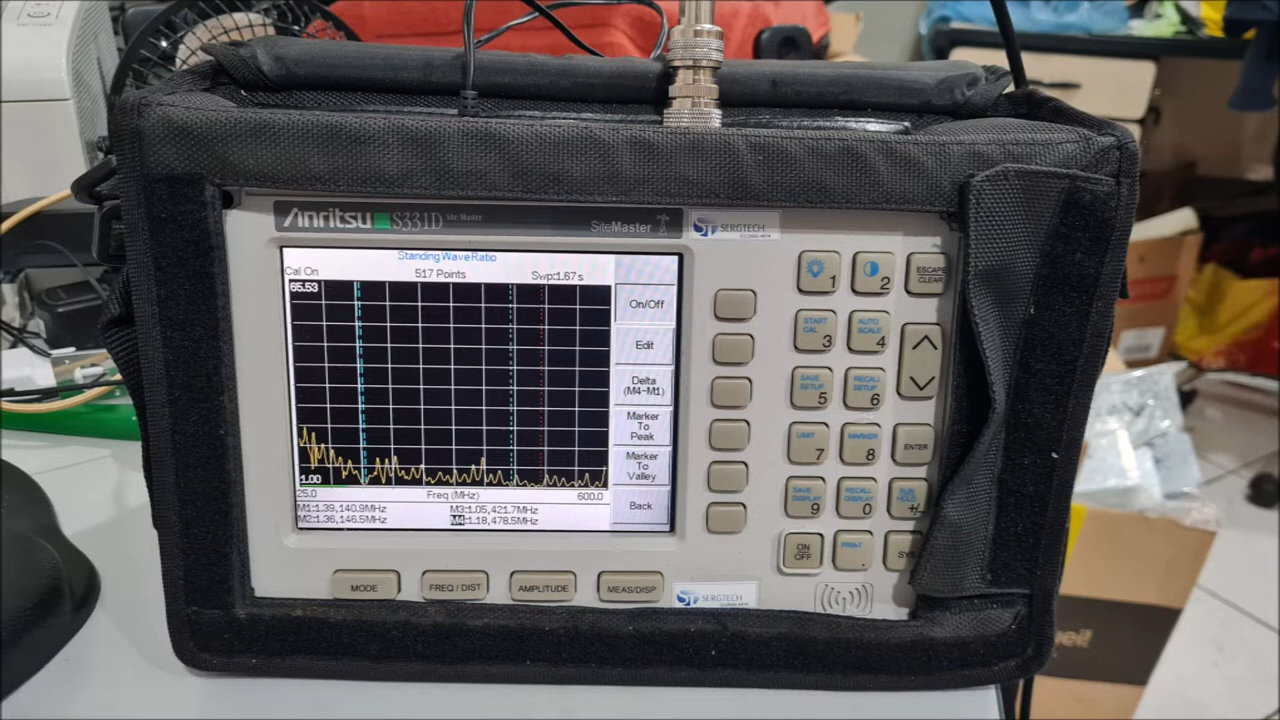 Anritsu S331D Site Master
SiteMaster
SERGTECH
Standing Wave Ratio
Cal On
517 Points
Swp:1.67 s
65.53
1.00
25.0
Freq (MHz)
600.0
M1:1.39,140.9MHz
M3:1.05,421.7MHz
M2:1.36,146.5MHz
M4:1.18,478.5MHz
On/Off
Edit
Delta
(M4-M1)
Marker
To
Peak
Marker
To
Valley
Back
1
2
ESCAPE
CLEAR
START
CAL 3
AUTO
SCALE 4
SAVE
SETUP 5
RECALL
SETUP 6
LIMIT 7
MARKER 8
ENTER
SAVE
DISPLAY 9
RECALL
DISPLAY 0
RUN
HOLD
+/-
ON
OFF
PRINT
.
SYS
MODE
FREQ / DIST
AMPLITUDE
MEAS/DISP
SERGTECH